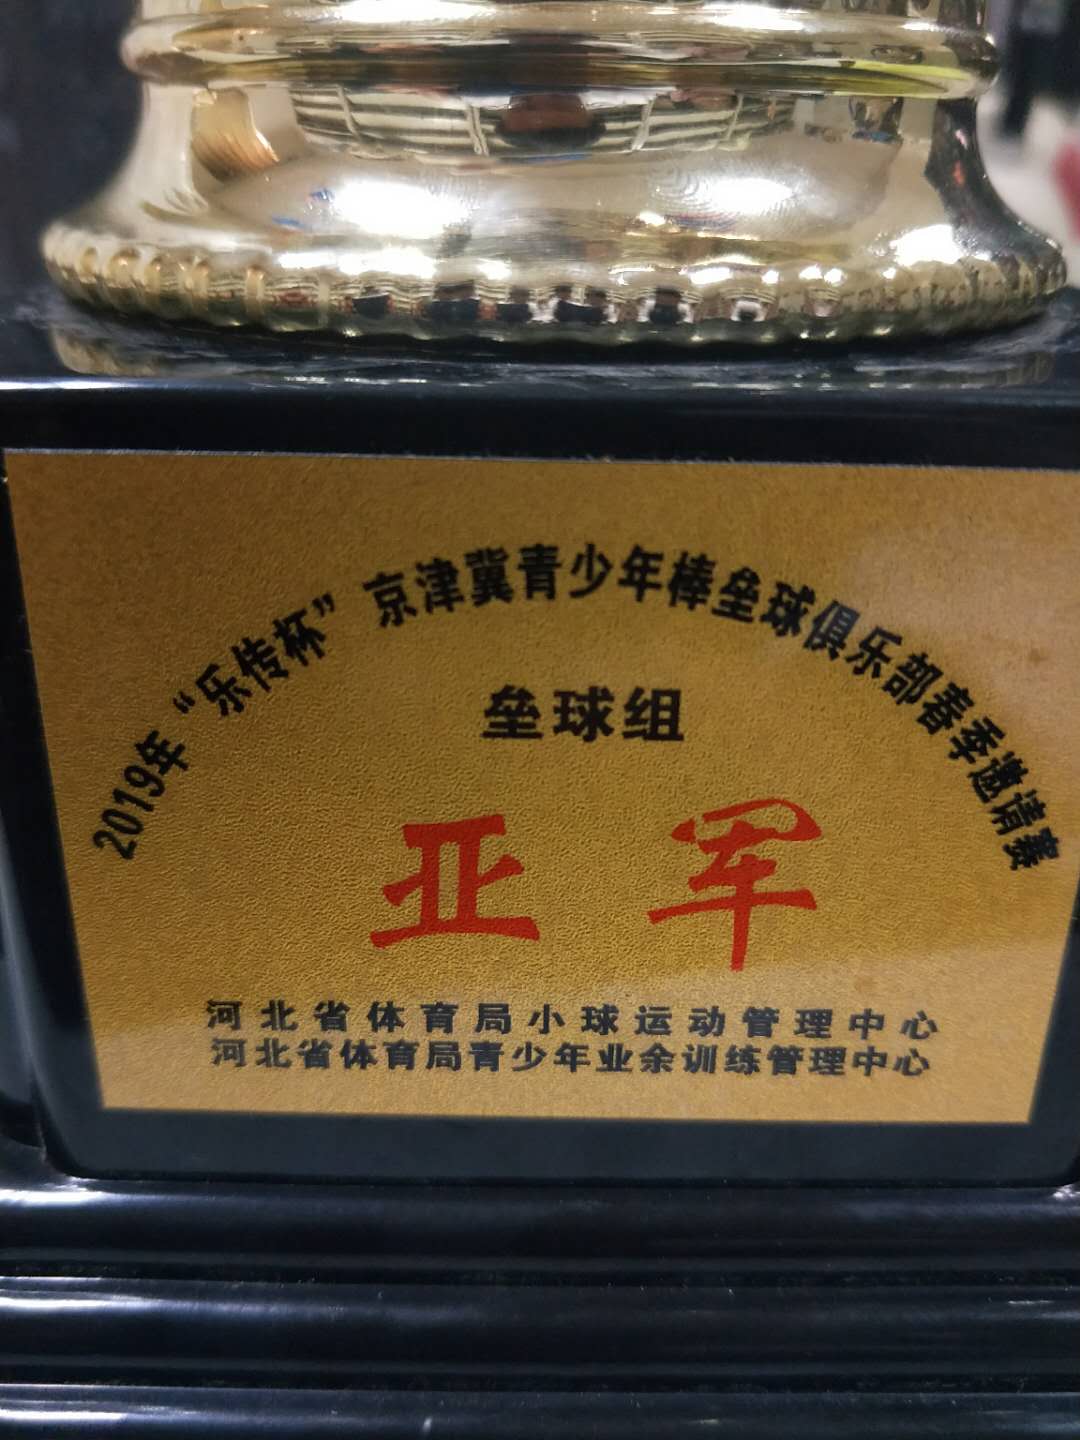 2019年“乐传杯”京津冀青少年棒垒球俱乐部春季邀请赛
垒球组
亚军
河北省体育局小球运动管理中心
河北省体育局青少年业余训练管理中心